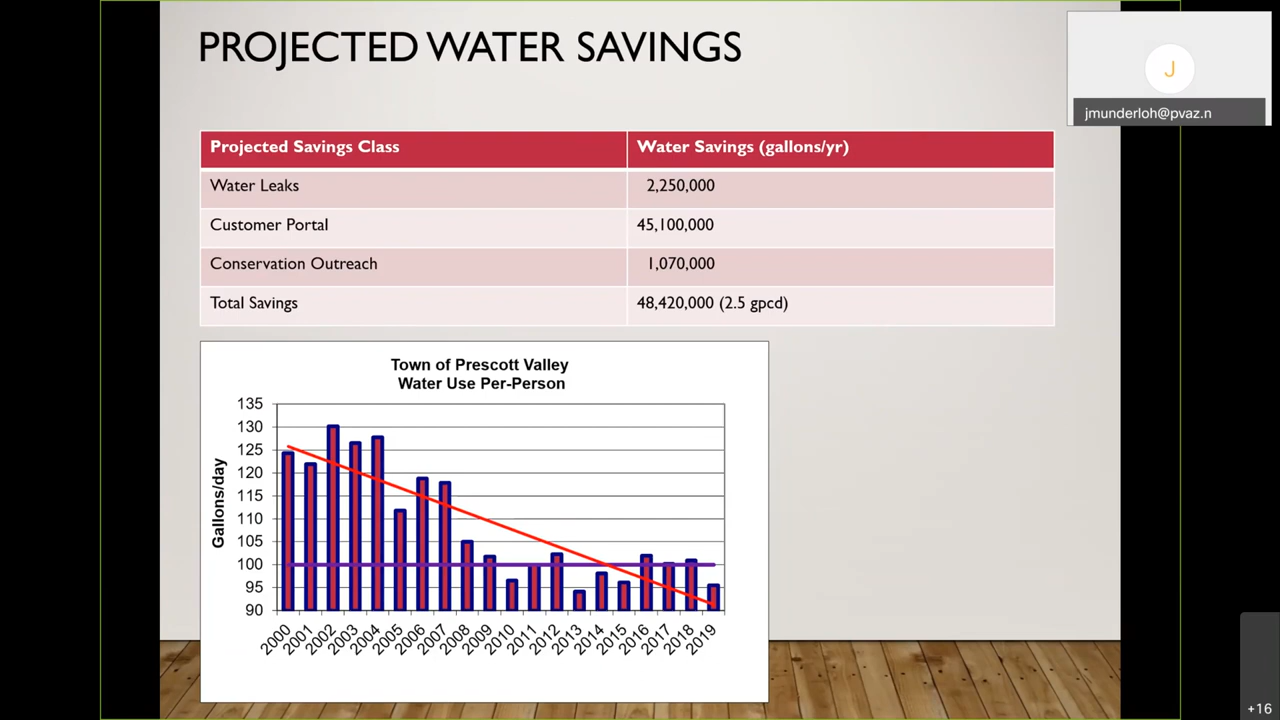 PROJECTED WATER SAVINGS
J
jmunderloh@pvaz.n
Projected Savings Class Water Savings (gallons/yr)
Water Leaks 2,250,000
Customer Portal 45,100,000
Conservation Outreach 1,070,000
Total Savings 48,420,000 (2.5 gpcd)
Town of Prescott Valley
Water Use Per-Person
Gallons/day
135
130
125
120
115
110
105
100
95
90
2000 2001 2002 2003 2004 2005 2006 2007 2008 2009 2010 2011 2012 2013 2014 2015 2016 2017 2018 2019
+16